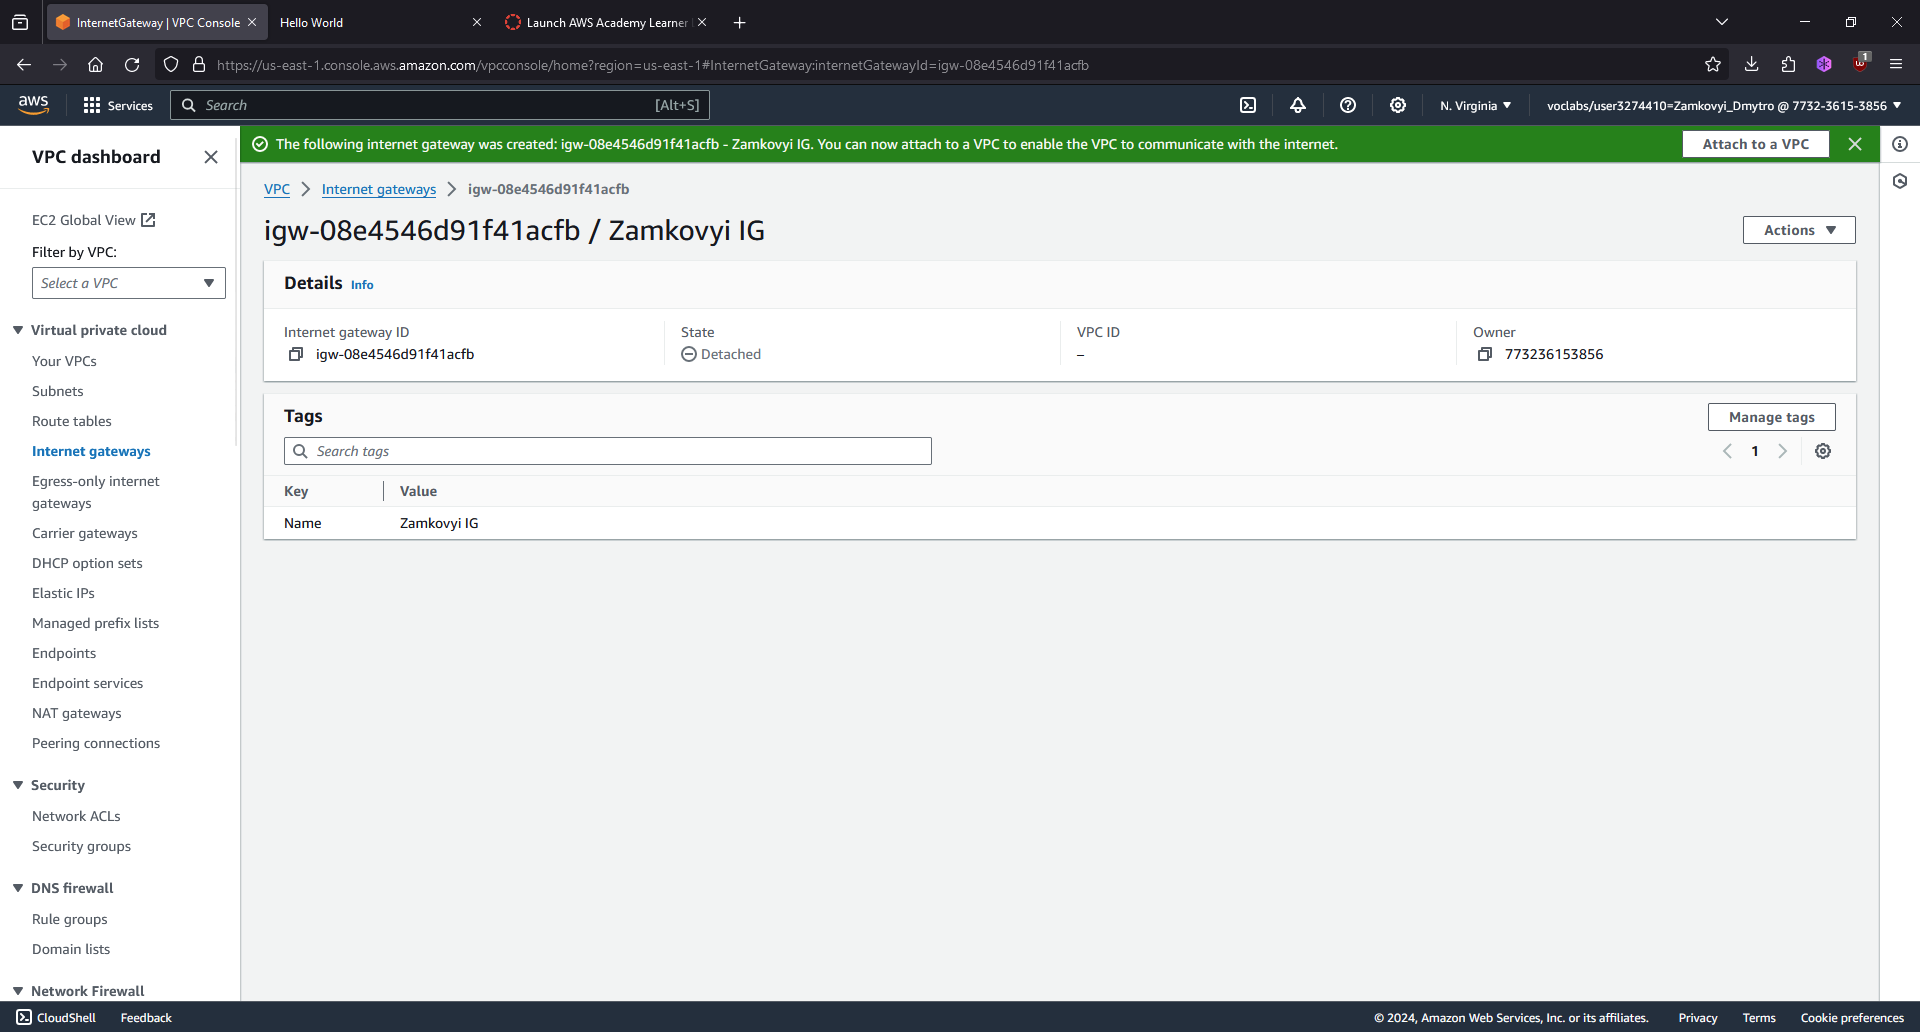 InternetGateway | VPC Console
Hello World
Launch AWS Academy Learner
https://us-east-1.console.aws.amazon.com/vpcconsole/home?region=us-east-1#InternetGateway:internetGatewayId=igw-08e4546d91f41acfb
1
aws
Services
Search
[Alt+S]
N. Virginia
voclabs/user3274410=Zamkovyi_Dmytro @ 7732-3615-3856
VPC dashboard
EC2 Global View
Filter by VPC:
Select a VPC
Virtual private cloud
Your VPCs
Subnets
Route tables
Internet gateways
Egress-only internet
gateways
Carrier gateways
DHCP option sets
Elastic IPs
Managed prefix lists
Endpoints
Endpoint services
NAT gateways
Peering connections
Security
Network ACLs
Security groups
DNS firewall
Rule groups
Domain lists
Network Firewall
The following internet gateway was created: igw-08e4546d91f41acfb - Zamkovyi IG. You can now attach to a VPC to enable the VPC to communicate with the internet.
Attach to a VPC
VPC
Internet gateways
igw-08e4546d91f41acfb
igw-08e4546d91f41acfb / Zamkovyi IG
Actions
Details
Info
Internet gateway ID
igw-08e4546d91f41acfb
State
Detached
VPC ID
–
Owner
773236153856
Tags
Manage tags
Search tags
1
Key
Value
Name
Zamkovyi IG
CloudShell
Feedback
© 2024, Amazon Web Services, Inc. or its affiliates.
Privacy
Terms
Cookie preferences